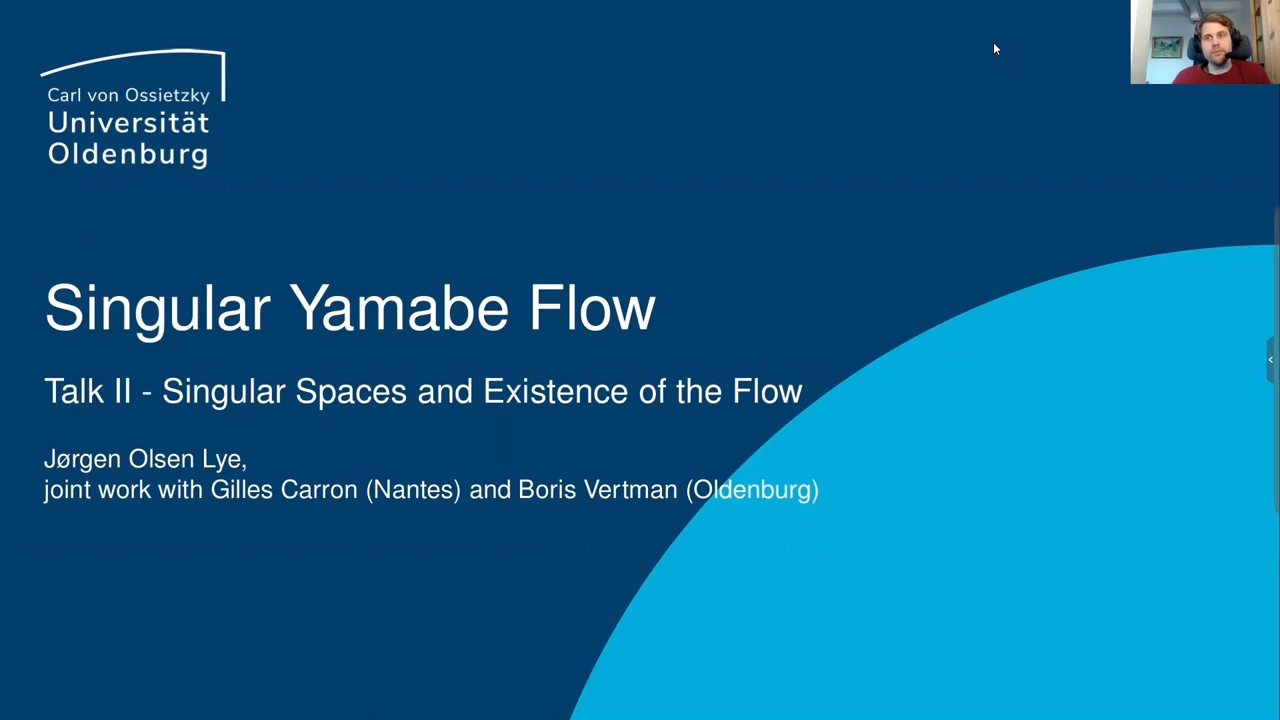 Carl von Ossietzky
Universität
Oldenburg
Singular Yamabe Flow
Talk II - Singular Spaces and Existence of the Flow
Jørgen Olsen Lye,
joint work with Gilles Carron (Nantes) and Boris Vertman (Oldenburg)